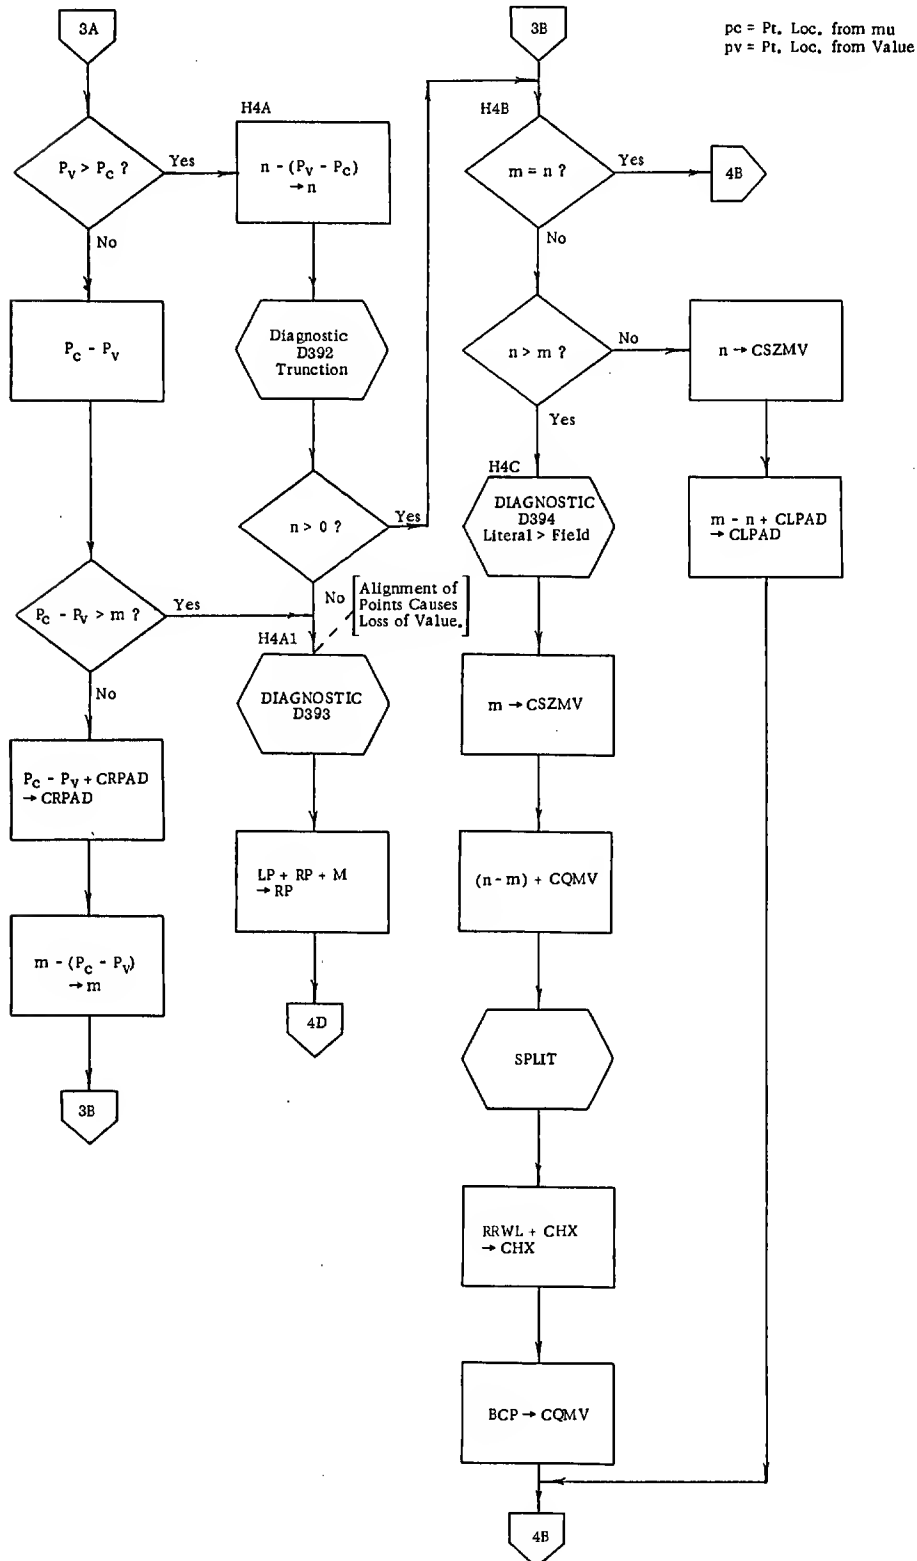 3A
3B
pc = Pt. Loc. from mu
pv = Pt. Loc. from Value
H4A
H4B
Pv > Pc ?
Yes
n - (Pv - Pc)
→ n
m = n ?
Yes
4B
No
No
Pc - Pv
Diagnostic
D392
Trunction
n > m ?
No
n → CSZMV
Yes
H4C
n > 0 ?
Yes
DIAGNOSTIC
D394
Literal > Field
m - n + CLPAD
→ CLPAD
Pc - Pv > m ?
Yes
No
Alignment of
Points Causes
Loss of Value.
H4A1
No
DIAGNOSTIC
D393
m → CSZMV
Pc - Pv + CRPAD
→ CRPAD
LP + RP + M
→ RP
(n - m) + CQMV
m - (Pc - Pv)
→ m
4D
SPLIT
3B
RRWL + CHX
→ CHX
BCP → CQMV
4B